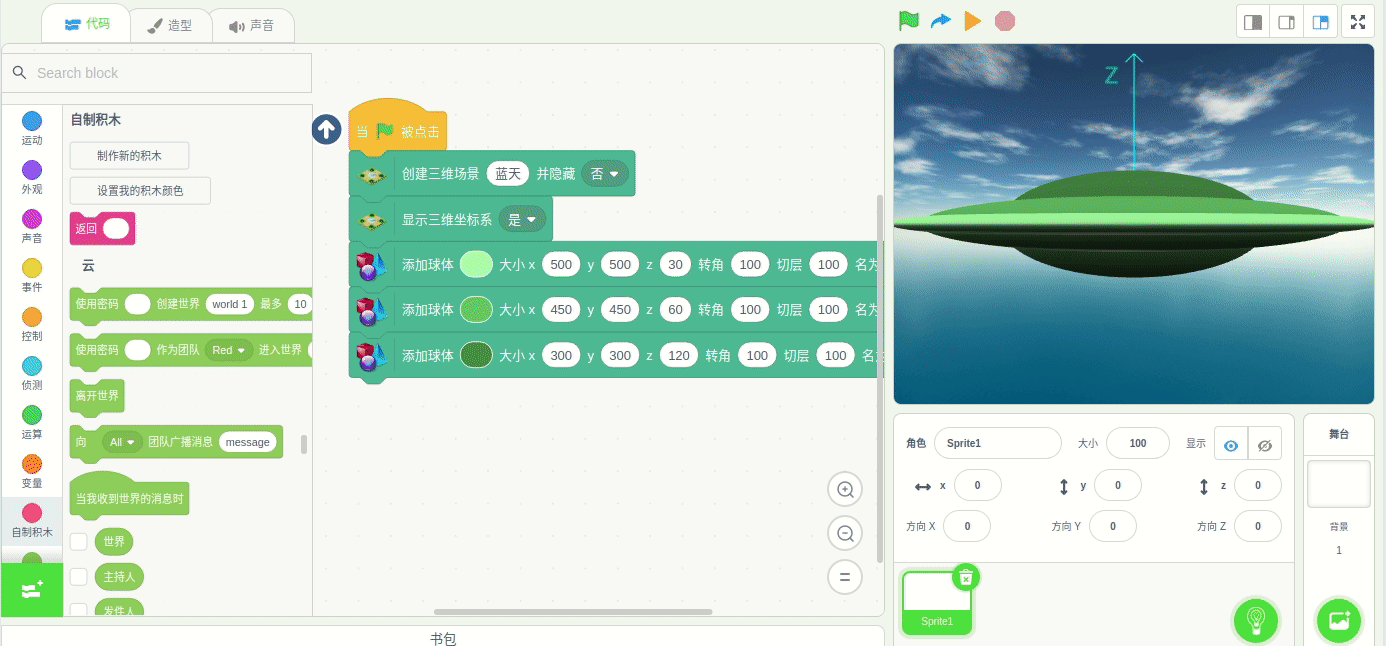 代码 造型 声音
Search block
运动
外观
声音
事件
控制
侦测
运算
变量
自制积木
自制积木
制作新的积木
设置我的积木颜色
返回
云
使用密码 创建世界 world 1 最多 10
使用密码 作为团队 Red 进入世界
离开世界
向 All 团队广播消息 message
当我收到世界的消息时
世界
主持人
发件人
当 被点击
创建三维场景 蓝天 并隐藏 否
显示三维坐标系 是
添加球体 大小 x 500 y 500 z 30 转角 100 切层 100 名为
添加球体 大小 x 450 y 450 z 60 转角 100 切层 100 名为
添加球体 大小 x 300 y 300 z 120 转角 100 切层 100 名
=
书包
Z
角色 Sprite1 大小 100 显示
x 0 y 0 z 0
方向 X 0 方向 Y 0 方向 Z 0
Sprite1
舞台
背景
1